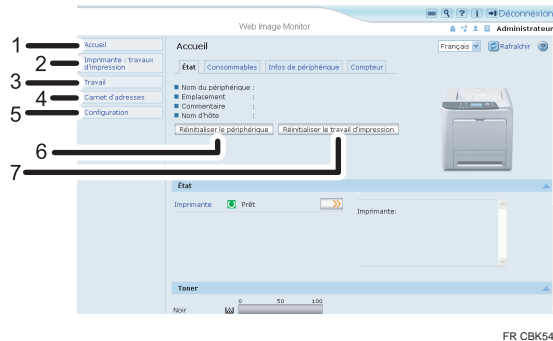 Déconnexion
Web Image Monitor
Administrateur
1
Accueil
2
Imprimante : travaux
d'impression
3
Travail
4
Carnet d'adresses
5
Configuration
Accueil
Français
Rafraîchir
État
Consommables
Infos de périphérique
Compteur
Nom du périphérique :
Emplacement :
Commentaire :
Nom d'hôte :
Réinitialiser le périphérique
Réinitialiser le travail d'impression
6
7
État
Imprimante
Prêt
Imprimante:
Toner
0 50 100
Noir
FR CBK54